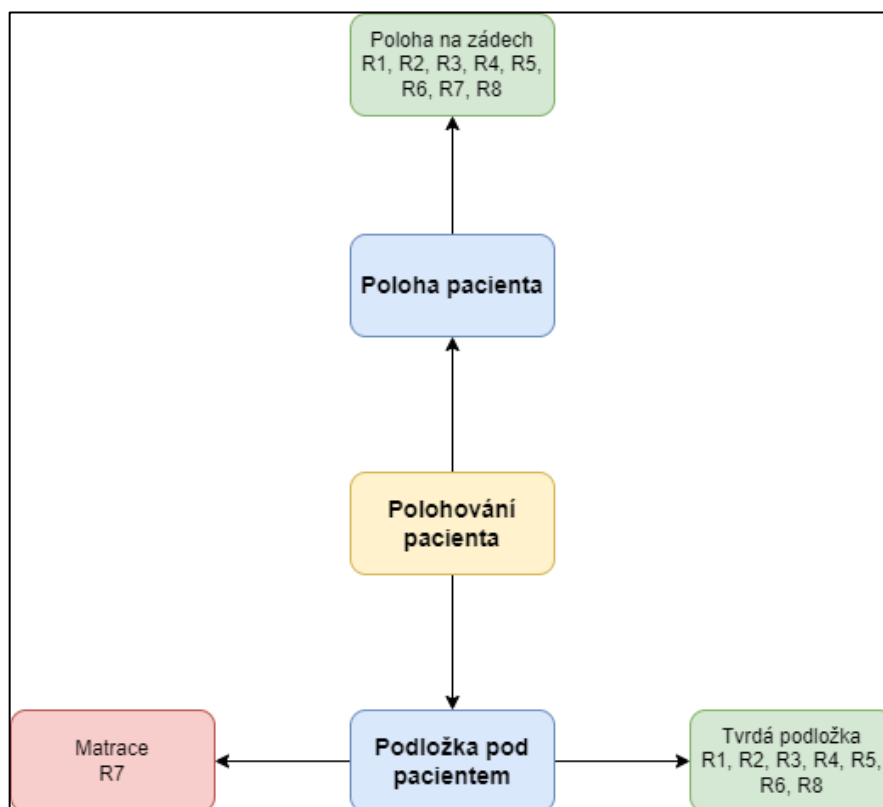 Poloha na zádech
R1, R2, R3, R4, R5,
R6, R7, R8
Poloha pacienta
Polohování
pacienta
Matrace
R7
Podložka pod
pacientem
Tvrdá podložka
R1, R2, R3, R4, R5,
R6, R8